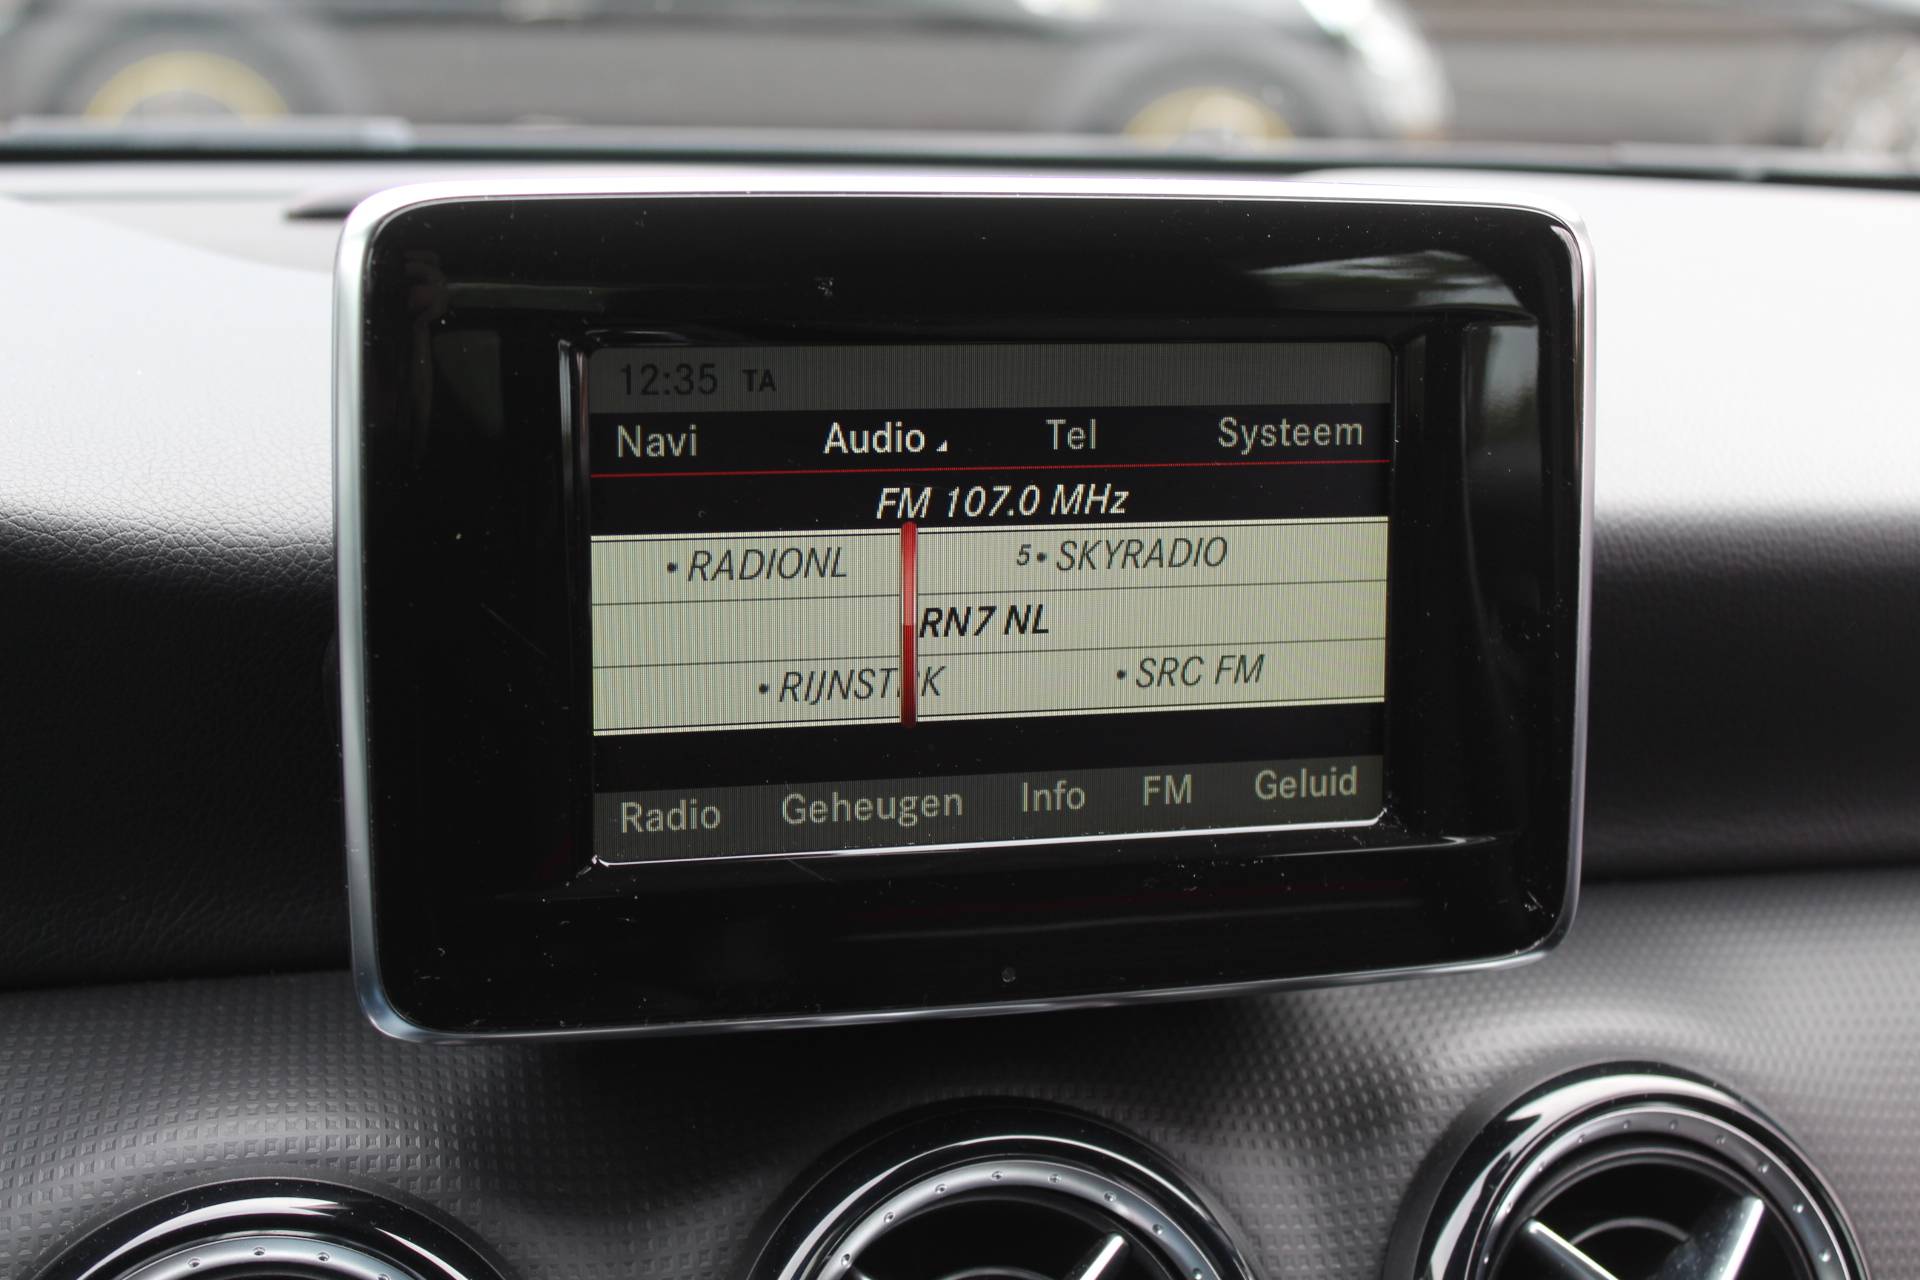 12:35 TA
Navi Audio Tel Systeem
FM 107.0 MHz
• RADIONL 5• SKYRADIO
RN7 NL
• RIJNST K • SRC FM
Radio Geheugen Info FM Geluid